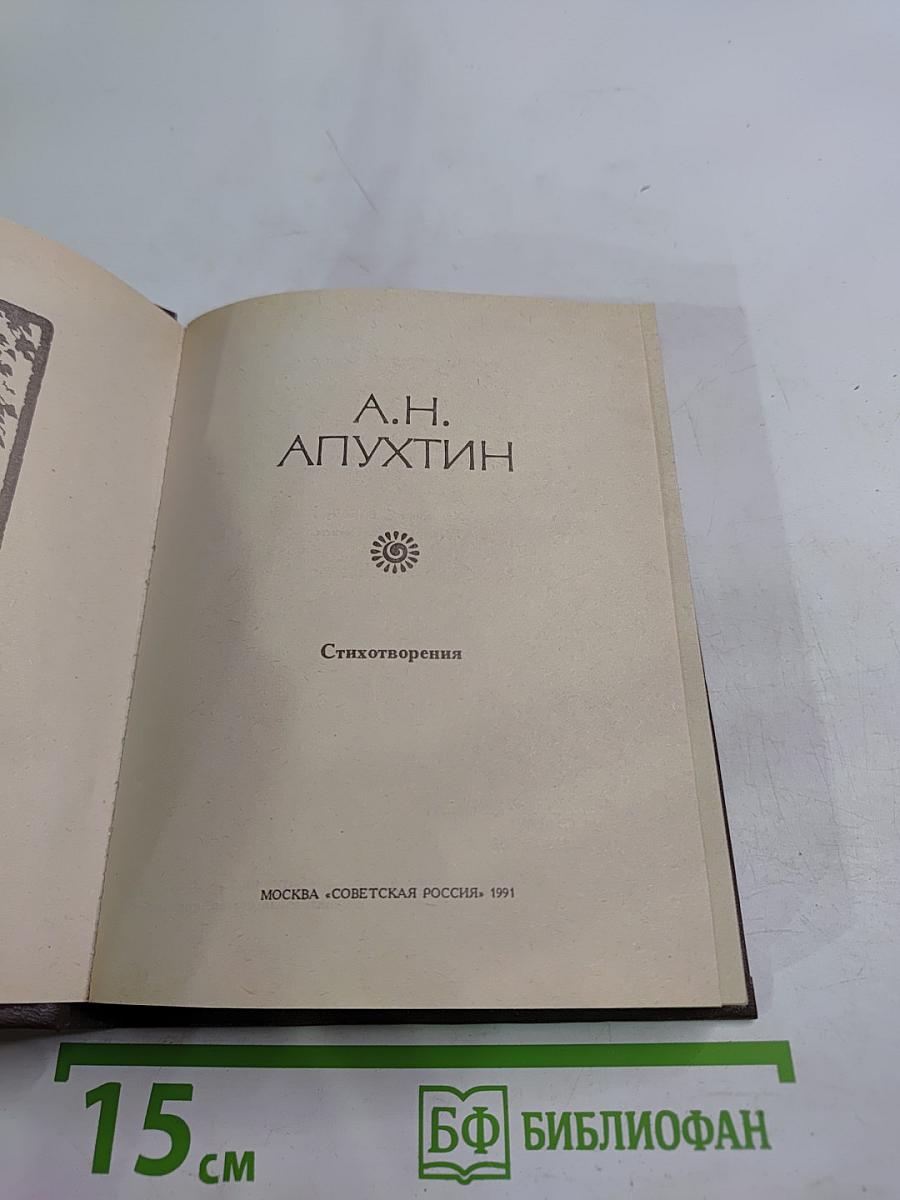 А.Н.
АПУХТИН
Стихотворения
МОСКВА «СОВЕТСКАЯ РОССИЯ» 1991
15 см
БФ БИБЛИОФАН